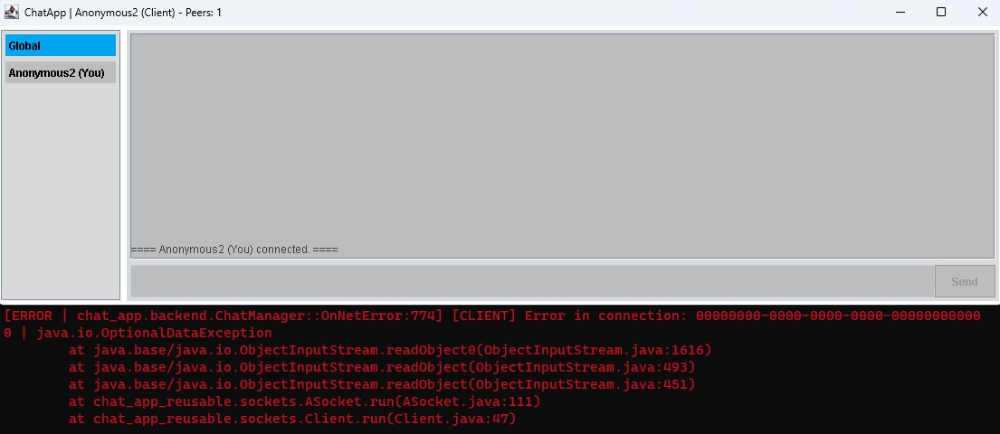 ChatApp | Anonymous2 (Client) - Peers: 1
Global
Anonymous2 (You)
==== Anonymous2 (You) connected. ====
Send
[ERROR | chat_app.backend.ChatManager::OnNetError:774] [CLIENT] Error in connection: 00000000-0000-0000-0000-00000000000
0 | java.io.OptionalDataException
at java.base/java.io.ObjectInputStream.readObject0(ObjectInputStream.java:1616)
at java.base/java.io.ObjectInputStream.readObject(ObjectInputStream.java:493)
at java.base/java.io.ObjectInputStream.readObject(ObjectInputStream.java:451)
at chat_app_reusable.sockets.ASocket.run(ASocket.java:111)
at chat_app_reusable.sockets.Client.run(Client.java:47)